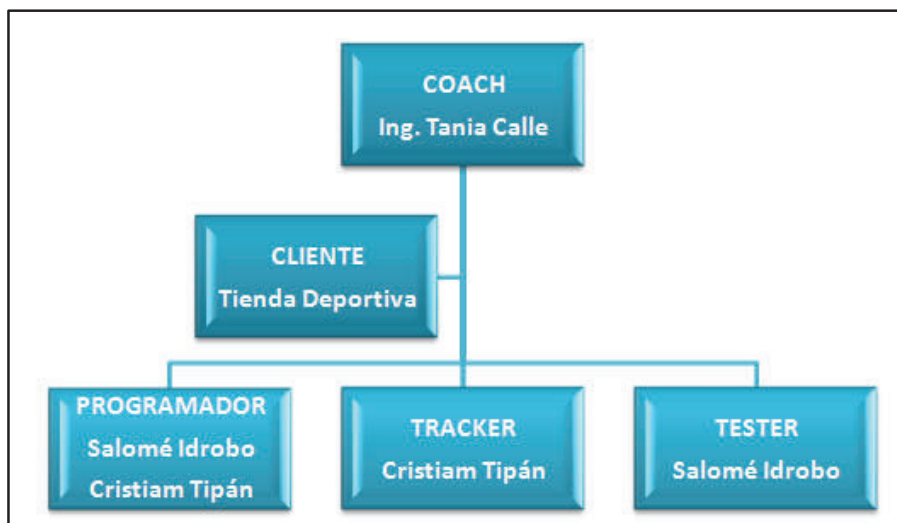 COACH
Ing. Tania Calle
CLIENTE
Tienda Deportiva
PROGRAMADOR
Salomé Idrobo
Cristiam Tipán
TRACKER
Cristiam Tipán
TESTER
Salomé Idrobo